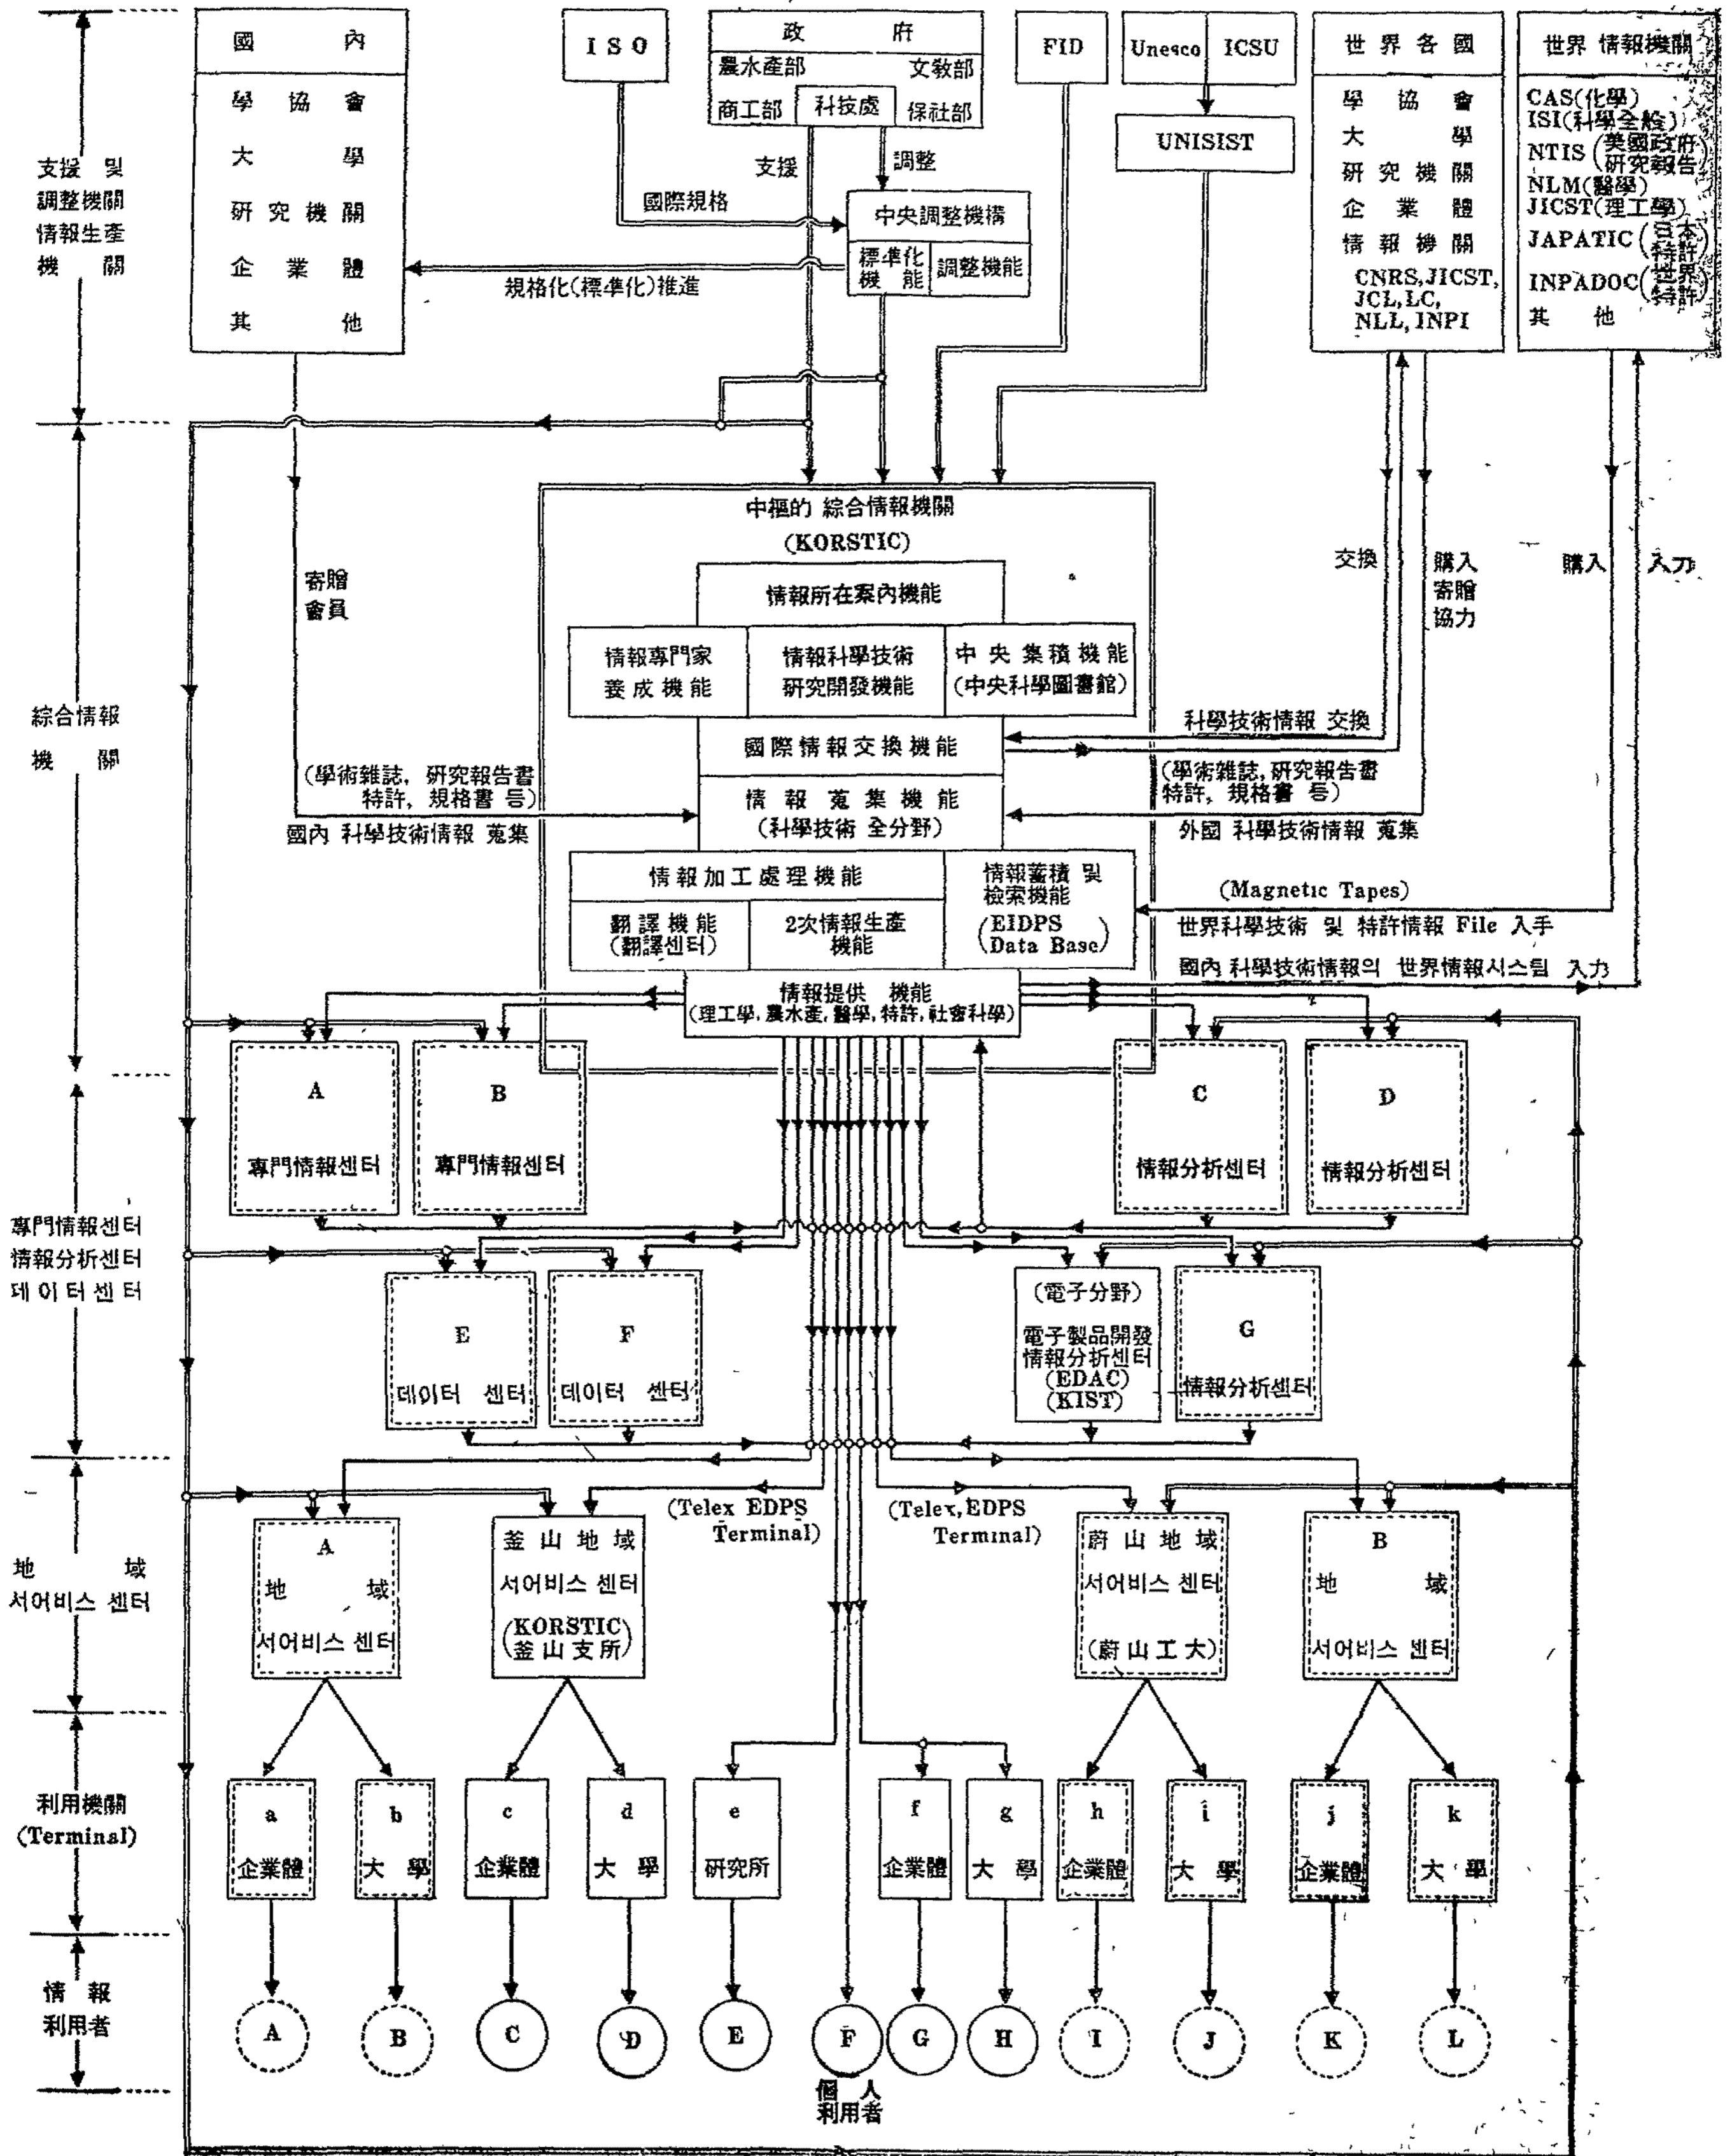 國 內
學 協 會
大 學
硏 究 機 關
企 業 體
其 他
I S O
政 府
農水產部 文敎部
商工部 科技處 保社部
FID
Unesco ICSU
UNISIST
世 界 各 國
學 協 會
大 學
硏 究 機 關
企 業 體
情 報 機 關
CNRS, JICST,
JCL, LC,
NLL, INPI
世界 情報機關
CAS(化學)
ISI(科學全般)
NTIS (美國政府
硏究報告)
NLM(醫學)
JICST(理工學)
JAPATIC (日本
特許)
INPADOC (世界
特許)
其 他
支援 및
調整機關
情報生產
機 關
支援
調整
國際規格
中央調整機構
標準化
機 能
調整機能
規格化(標準化)推進
中樞的 綜合情報機關
(KORSTIC)
情報所在案內機能
情報專門家
養 成 機 能
情報科學技術
硏究開發機能
中 央 集 積 機 能
(中央科學圖書館)
國 際 情 報 交 換 機 能
情 報 蒐 集 機 能
(科學技術 全分野)
情 報 加 工 處 理 機 能
飜 譯 機 能
(飜譯센터)
2次情報生產
機能
情報蓄積 및
檢索機能
(EIDPS
Data Base)
情報提供 機能
(理工學, 農水產, 醫學, 特許, 社會科學)
寄贈
會員
(學術雜誌, 硏究報告書
特許, 規格書 등)
國內 科學技術情報 蒐集
交換
購入
寄贈
協力
購入
入力
科學技術情報 交換
(學術雜誌, 硏究報告書
特許, 規格書 등)
外國 科學技術情報 蒐集
(Magnetic Tapes)
世界科學技術 및 特許情報 File 入手
國內 科學技術情報의 世界情報시스팀 入力
綜合情報
機 關
A
專門情報센터
B
專門情報센터
C
情報分析센터
D
情報分析센터
專門情報센터
情報分析센터
데이터센터
E
데이터 센터
F
데이터 센터
(電子分野)
電子製品開發
情報分析센터
(EDAC)
(KIST)
G
情報分析센터
(Telex EDPS
Terminal)
(Telex, EDPS
Terminal)
地 域
서어비스 센터
A
地 域
서어비스 센터
釜 山 地 域
서어비스 센터
(KORSTIC
釜 山 支 所)
蔚 山 地 域
서어비스 센터
(蔚 山 工 大)
B
地 域
서어비스 센터
利用機關
(Terminal)
a
企業體
b
大 學
c
企業體
d
大 學
e
硏究所
f
企業體
g
大 學
h
企業體
i
大 學
j
企業體
k
大 學
情 報
利用者
A
B
C
D
E
F
G
H
I
J
K
L
個 人
利用者